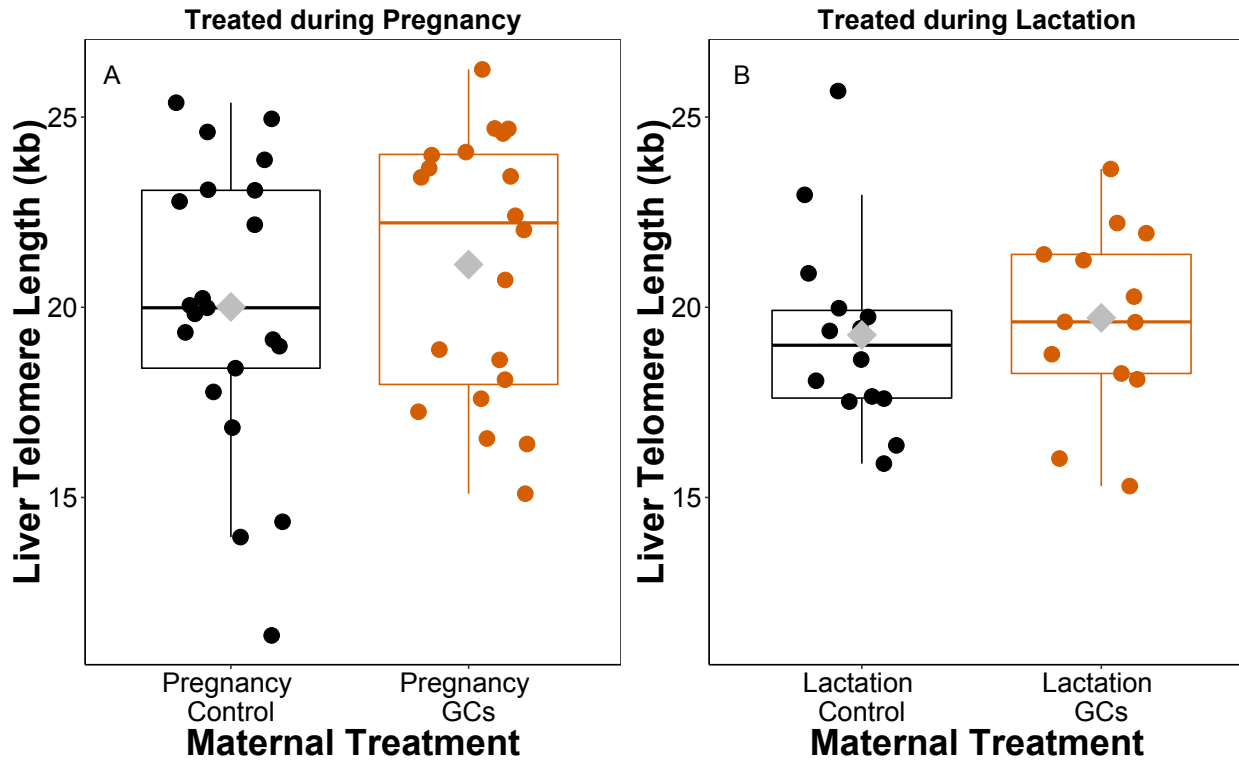 Treated during Pregnancy
A
Liver Telomere Length (kb)
25
20
15
Pregnancy
Control
Pregnancy
GCs
Maternal Treatment
Treated during Lactation
B
Liver Telomere Length (kb)
25
20
15
Lactation
Control
Lactation
GCs
Maternal Treatment